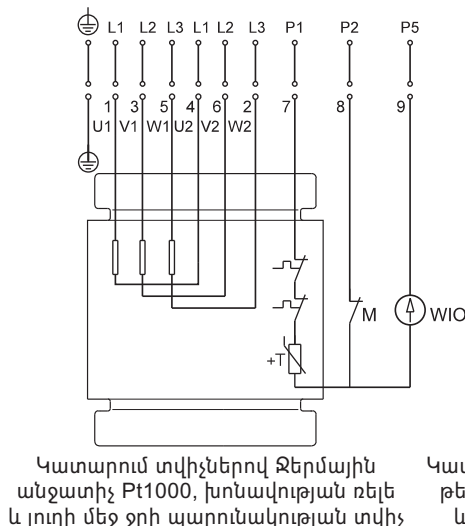 L1 L2 L3 L1 L2 L3 P1 P2 P5
1 3 5 4 6 2 7 8 9
U1 V1 W1 U2 V2 W2
M
WIO
+T
Կատարում տվիչներով Ջերմային
անջատիչ Pt1000, խոնավության ռելե
և յուղի մեջ ջրի պարունակության տվիչ
Կատ
թե
և